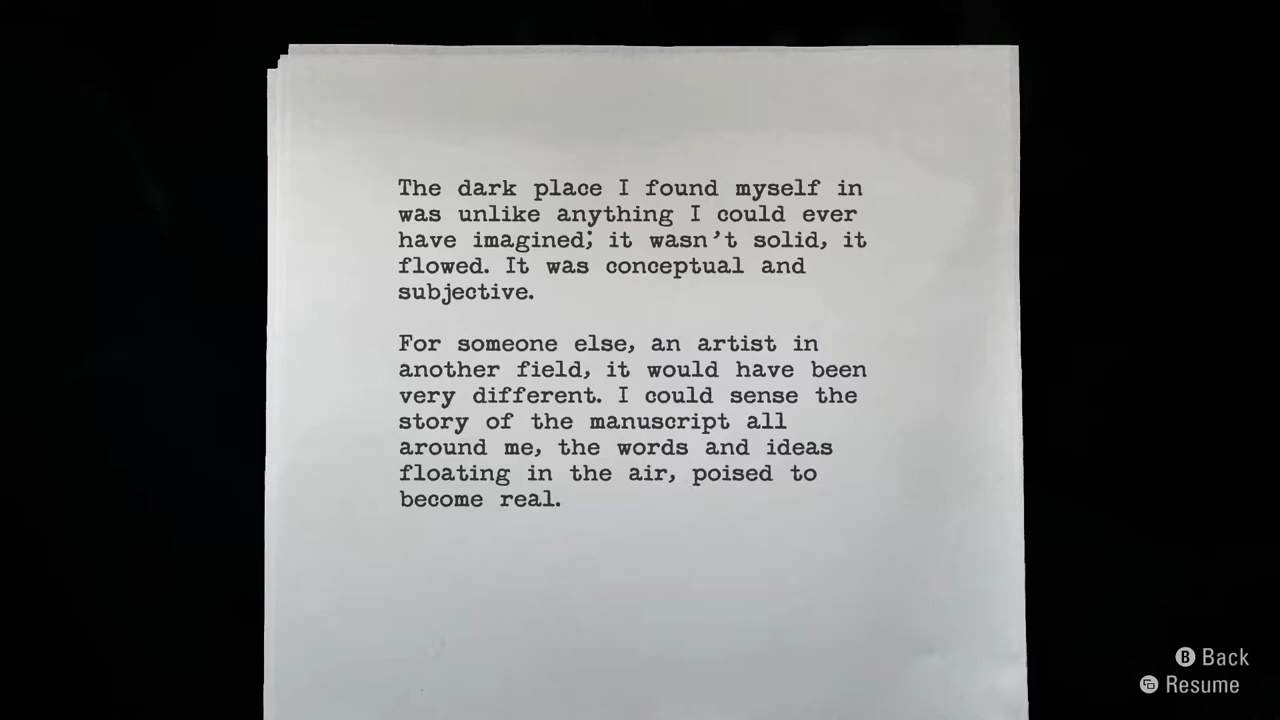 The dark place I found myself in
was unlike anything I could ever
have imagined; it wasn't solid, it
flowed. It was conceptual and
subjective.
For someone else, an artist in
another field, it would have been
very different. I could sense the
story of the manuscript all
around me, the words and ideas
floating in the air, poised to
become real.
B Back
Resume